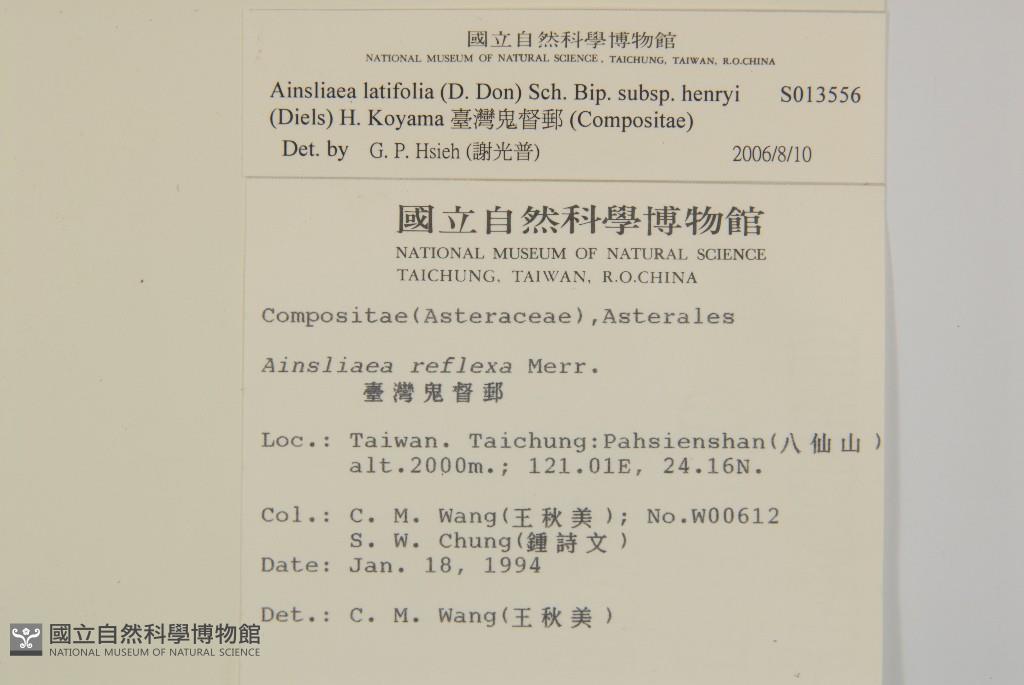 國立自然科學博物館
NATIONAL MUSEUM OF NATURAL SCIENCE, TAICHUNG, TAIWAN, R.O.CHINA
Ainsliaea latifolia (D. Don) Sch. Bip. subsp. henryi S013556
(Diels) H. Koyama 臺灣鬼督郵 (Compositae)
Det. by G. P. Hsieh (謝光普) 2006/8/10
國立自然科學博物館
NATIONAL MUSEUM OF NATURAL SCIENCE
TAICHUNG, TAIWAN, R.O.CHINA
Compositae(Asteraceae),Asterales
Ainsliaea reflexa Merr.
臺灣鬼督郵
Loc.: Taiwan. Taichung:Pahsienshan(八仙山)
alt.2000m.; 121.01E, 24.16N.
Col.: C. M. Wang(王秋美); No.W00612
S. W. Chung(鍾詩文)
Date: Jan. 18, 1994
Det.: C. M. Wang(王秋美)
國立自然科學博物館
NATIONAL MUSEUM OF NATURAL SCIENCE